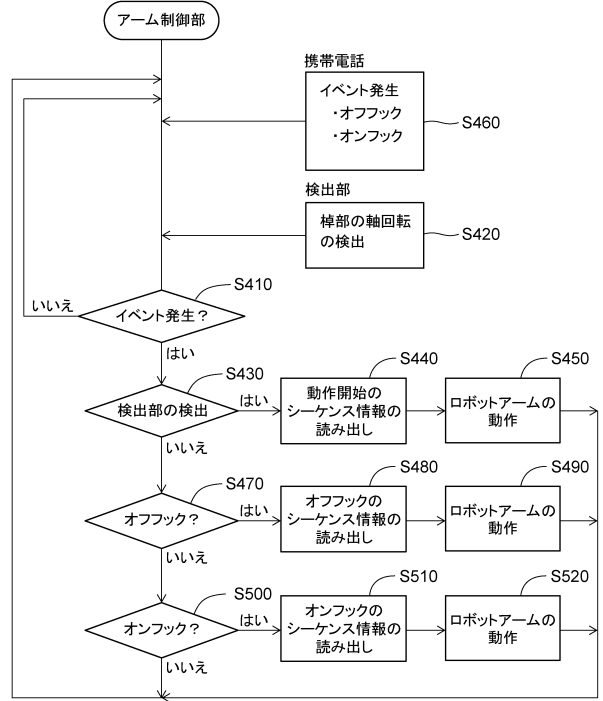 アーム制御部
携帯電話
イベント発生
・オフフック
・オンフック
S460
検出部
棹部の軸回転
の検出
S420
S410
いいえ
イベント発生？
はい
S430
検出部の検出
はい
いいえ
S440
動作開始の
シーケンス情報の
読み出し
S450
ロボットアームの
動作
S470
オフフック？
はい
いいえ
S480
オフフックの
シーケンス情報の
読み出し
S490
ロボットアームの
動作
S500
オンフック？
はい
いいえ
S510
オンフックの
シーケンス情報の
読み出し
S520
ロボットアームの
動作